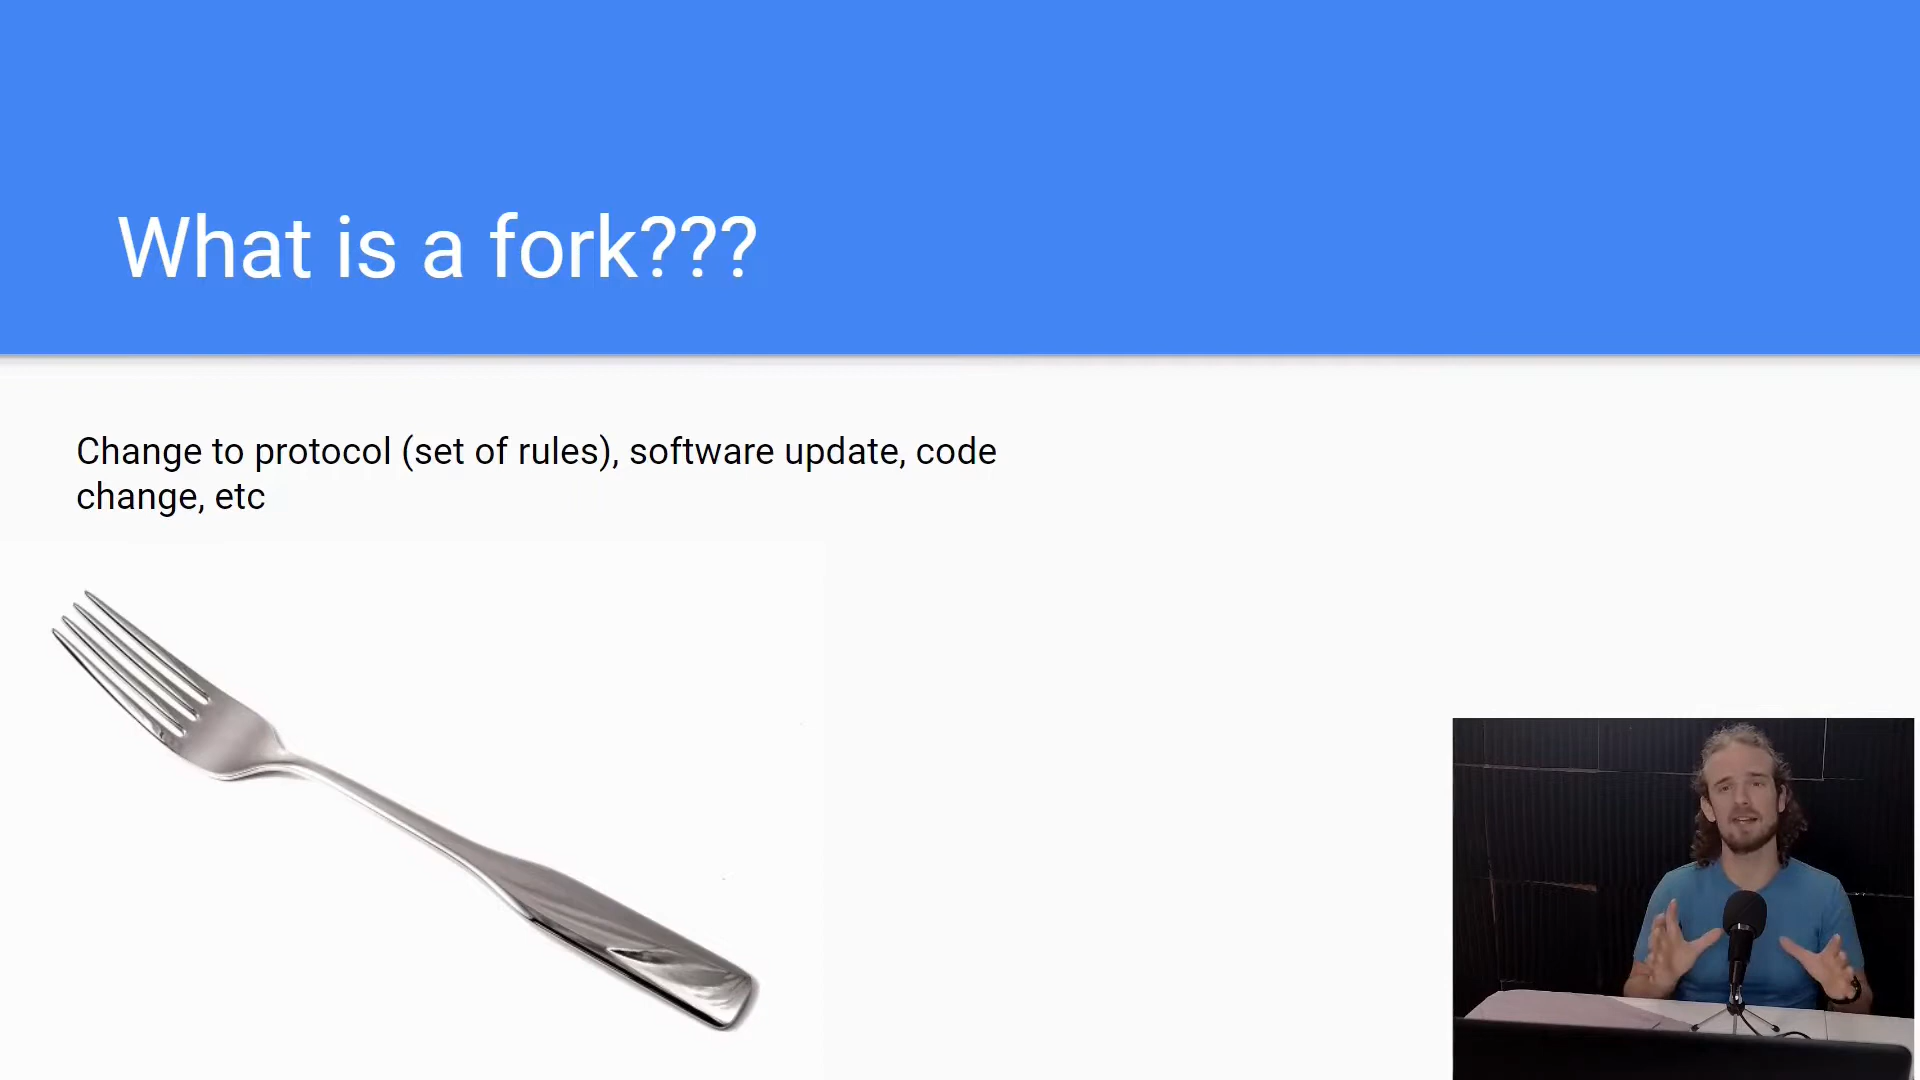 What is a fork???
Change to protocol (set of rules), software update, code
change, etc